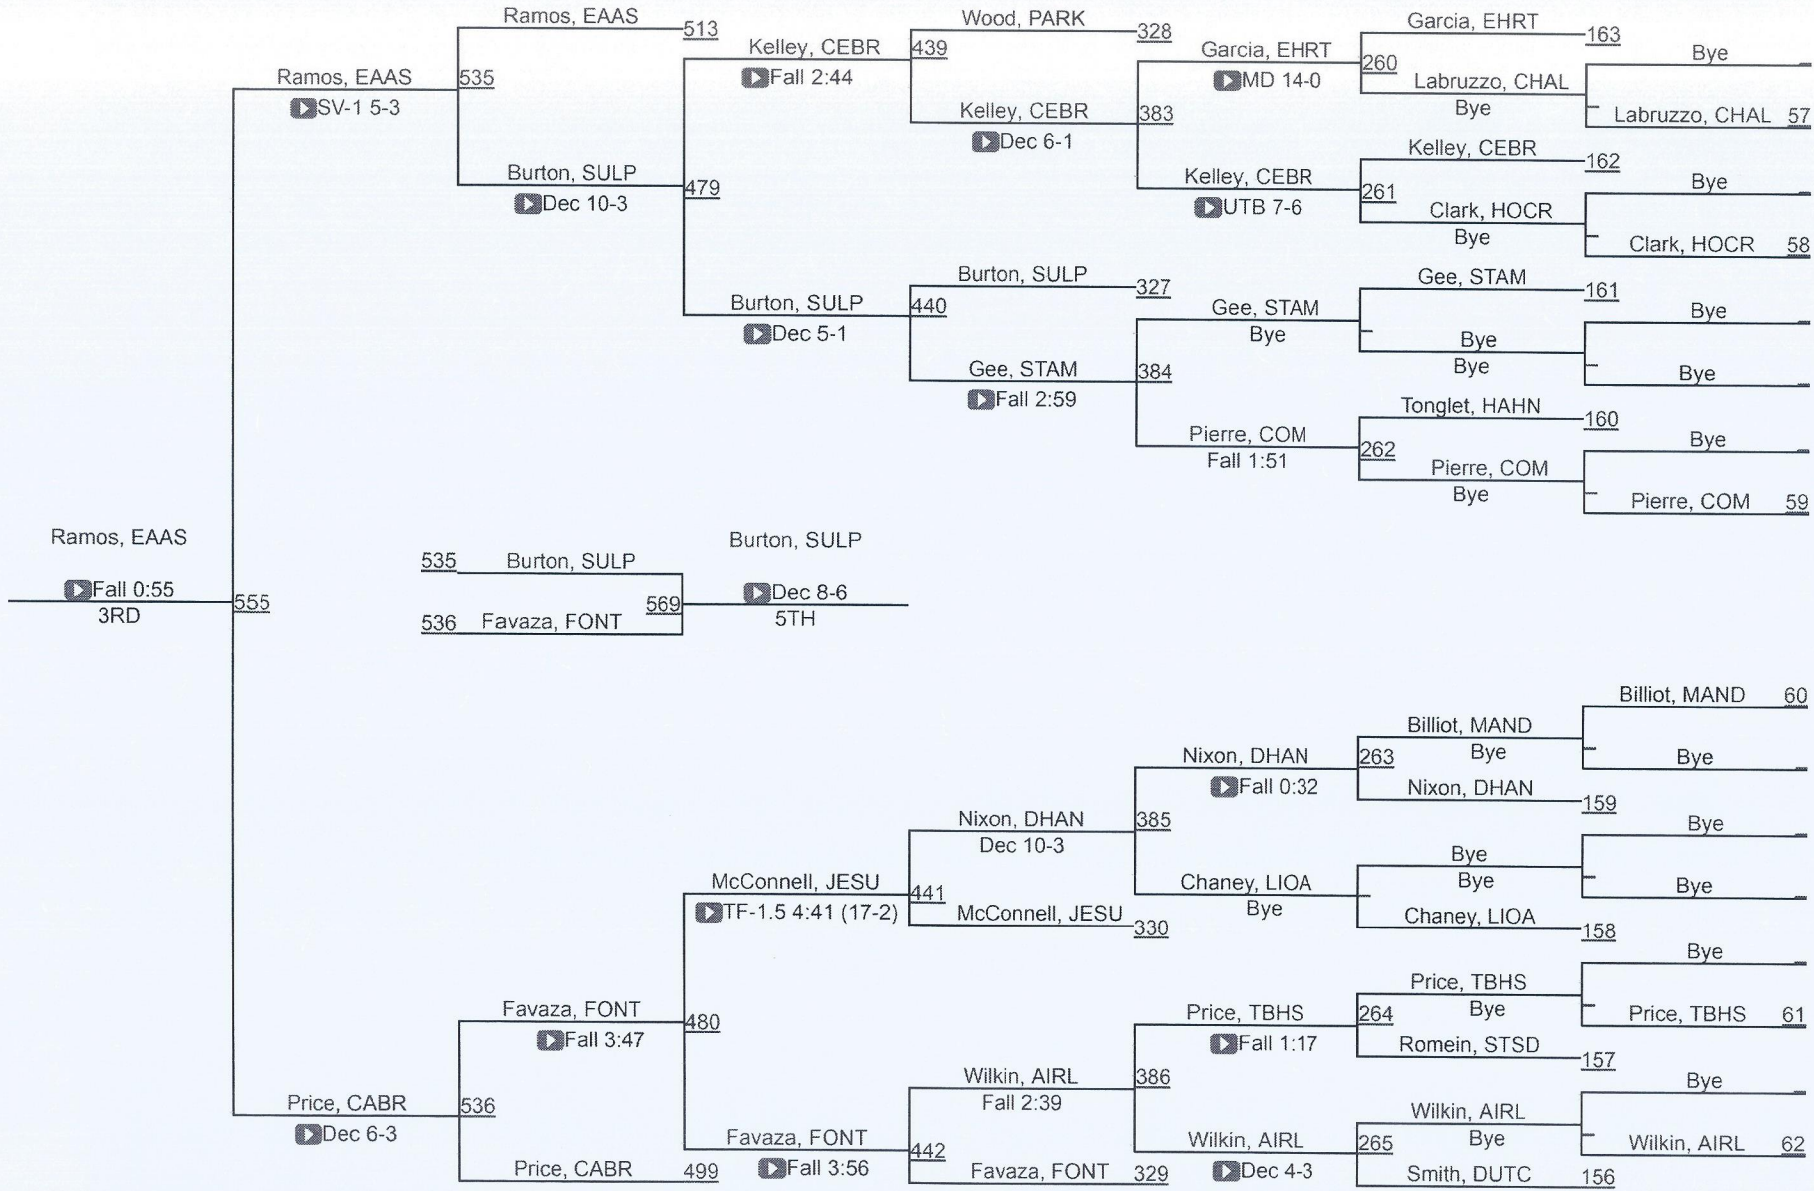 Ramos, EAAS
513
Wood, PARK
328
Garcia, EHRT
163
Bye
Kelley, CEBR
439
Fall 2:44
Garcia, EHRT
260
MD 14-0
Ramos, EAAS
535
SV-1 5-3
Labruzzo, CHAL
Bye
Labruzzo, CHAL 57
Kelley, CEBR
383
Dec 6-1
Kelley, CEBR
162
Burton, SULP
479
Dec 10-3
Kelley, CEBR
261
UTB 7-6
Bye
Clark, HOCR
Bye
Clark, HOCR 58
Burton, SULP
327
Gee, STAM
161
Burton, SULP
440
Dec 5-1
Gee, STAM
Bye
Bye
Bye
Bye
Bye
Gee, STAM
384
Fall 2:59
Tonglet, HAHN
160
Pierre, COM
262
Fall 1:51
Bye
Pierre, COM
Bye
Pierre, COM 59
Ramos, EAAS
Fall 0:55
3RD
555
535 Burton, SULP
569
536 Favaza, FONT
Burton, SULP
Dec 8-6
5TH
Billiot, MAND 60
Billiot, MAND
Bye
Bye
Nixon, DHAN
263
Fall 0:32
Nixon, DHAN
159
Nixon, DHAN
385
Dec 10-3
Bye
Bye
Bye
Bye
McConnell, JESU
441
TF-1.5 4:41 (17-2)
Chaney, LIOA
Bye
McConnell, JESU
330
Chaney, LIOA
158
Bye
Price, TBHS
Bye
Favaza, FONT
480
Fall 3:47
Price, TBHS
264
Fall 1:17
Price, TBHS 61
Romein, STSD
157
Wilkin, AIRL
386
Fall 2:39
Bye
Price, CABR
536
Dec 6-3
Wilkin, AIRL
Bye
Favaza, FONT
442
Fall 3:56
Wilkin, AIRL
265
Dec 4-3
Wilkin, AIRL 62
Price, CABR
499
Favaza, FONT
329
Smith, DUTC
156